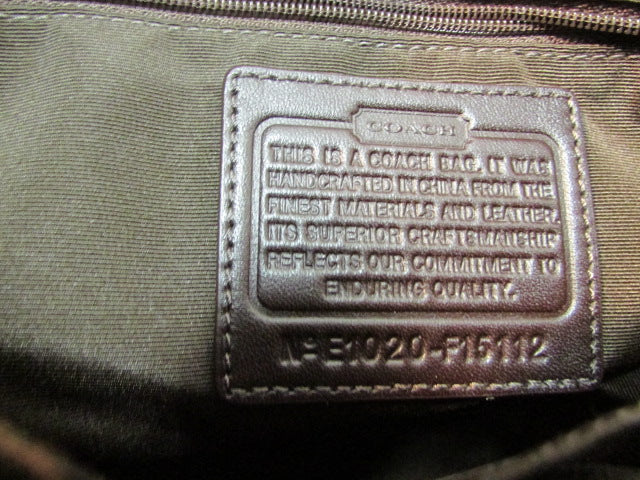 COACH
THIS IS A COACH BAG. IT WAS
HANDCRAFTED IN CHINA FROM THE
FINEST MATERIALS AND LEATHER.
ITS SUPERIOR CRAFTSMANSHIP
REFLECTS OUR COMMITMENT TO
ENDURING QUALITY.
Nº E1020-F15112